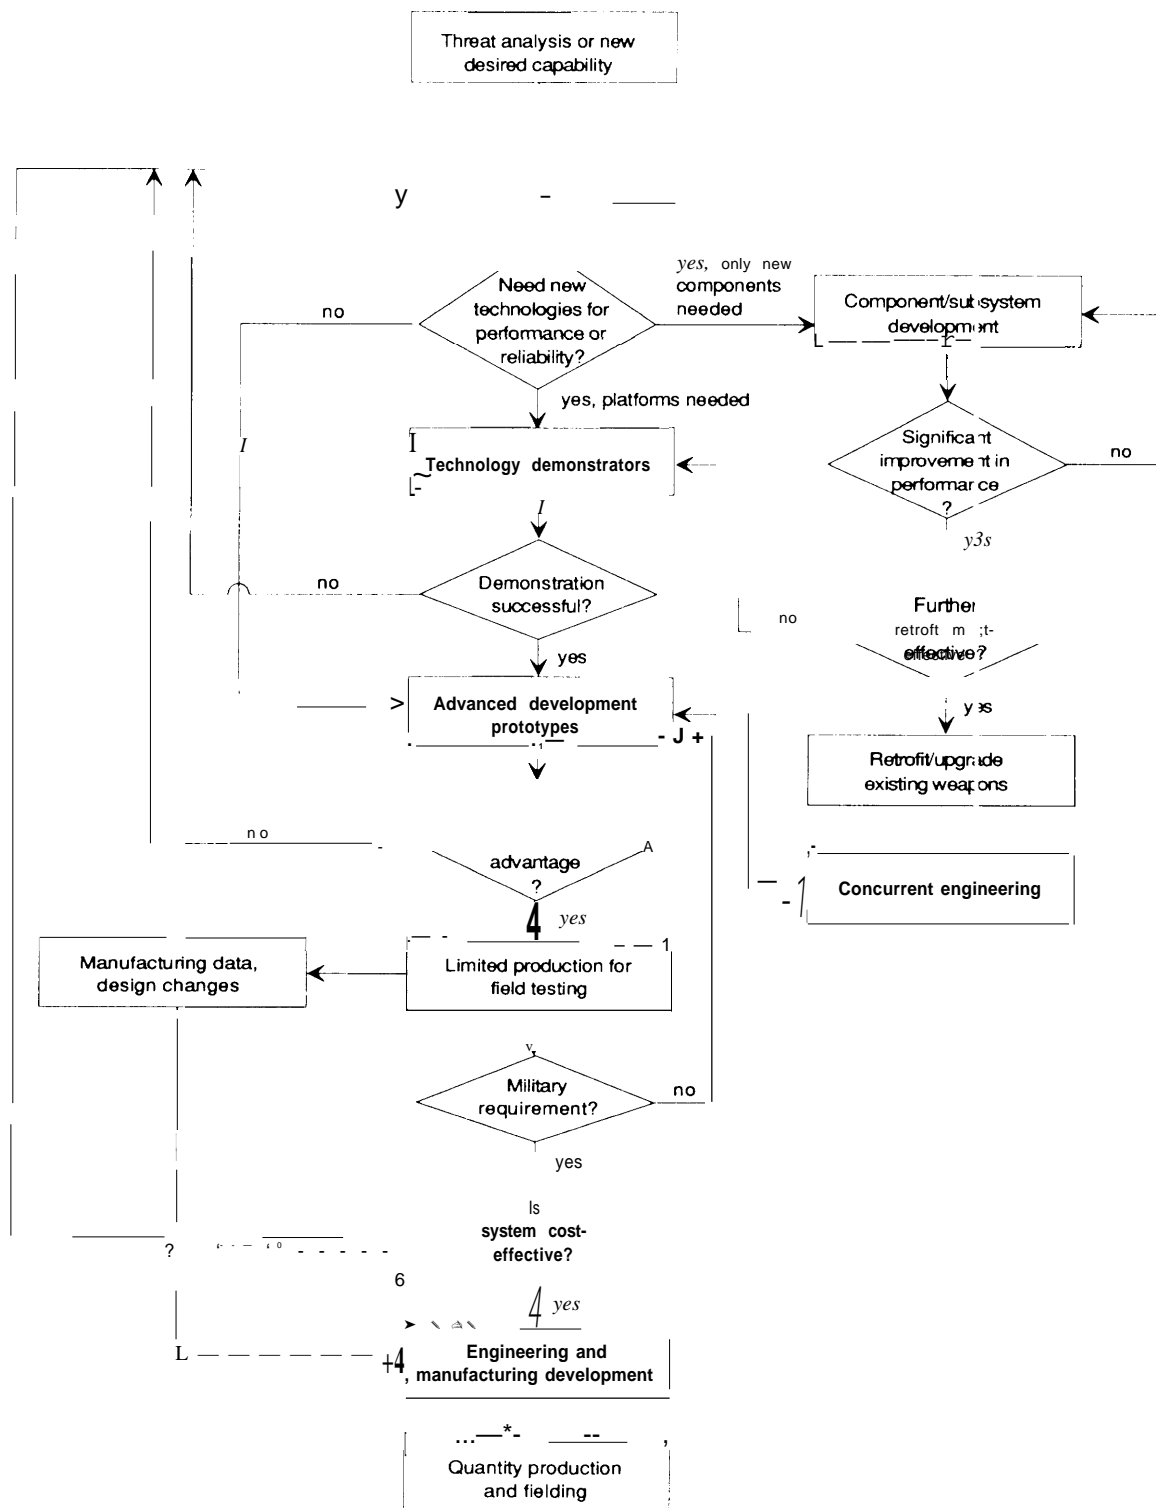 Threat analysis or new
desired capability
y
Need new
technologies for
performance or
reliability?
no
yes, only new
components
needed
Component/subsystem
development
yes, platforms needed
Technology demonstrators
Significant
improvement in
performance
?
no
y3s
Demonstration
successful?
no
yes
Further
no
effective?
yes
Advanced development
prototypes
Retrofit/upgrade
existing weapons
no
advantage
?
yes
Concurrent engineering
Manufacturing data,
design changes
Limited production for
field testing
Military
requirement?
no
yes
Is
system cost-
effective?
?
6
4 yes
Engineering and
manufacturing development
Quantity production
and fielding